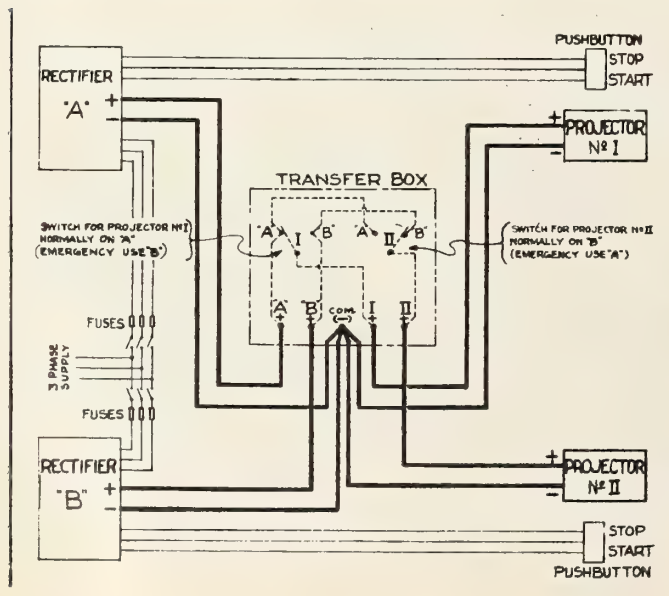 PUSHBUTTON
STOP
START
RECTIFIER
"A"
+
−
+
PROJECTOR
Nº I
−
TRANSFER BOX
SWITCH FOR PROJECTOR Nº I
NORMALLY ON "A"
(EMERGENCY USE "B")
"A" I "B"
"A" II "B"
SWITCH FOR PROJECTOR Nº II
NORMALLY ON "B"
(EMERGENCY USE "A")
"A" "B" COM. I II
+ + (−) + +
FUSES
3 PHASE
SUPPLY
FUSES
RECTIFIER
"B"
+
−
+
PROJECTOR
Nº II
−
STOP
START
PUSHBUTTON